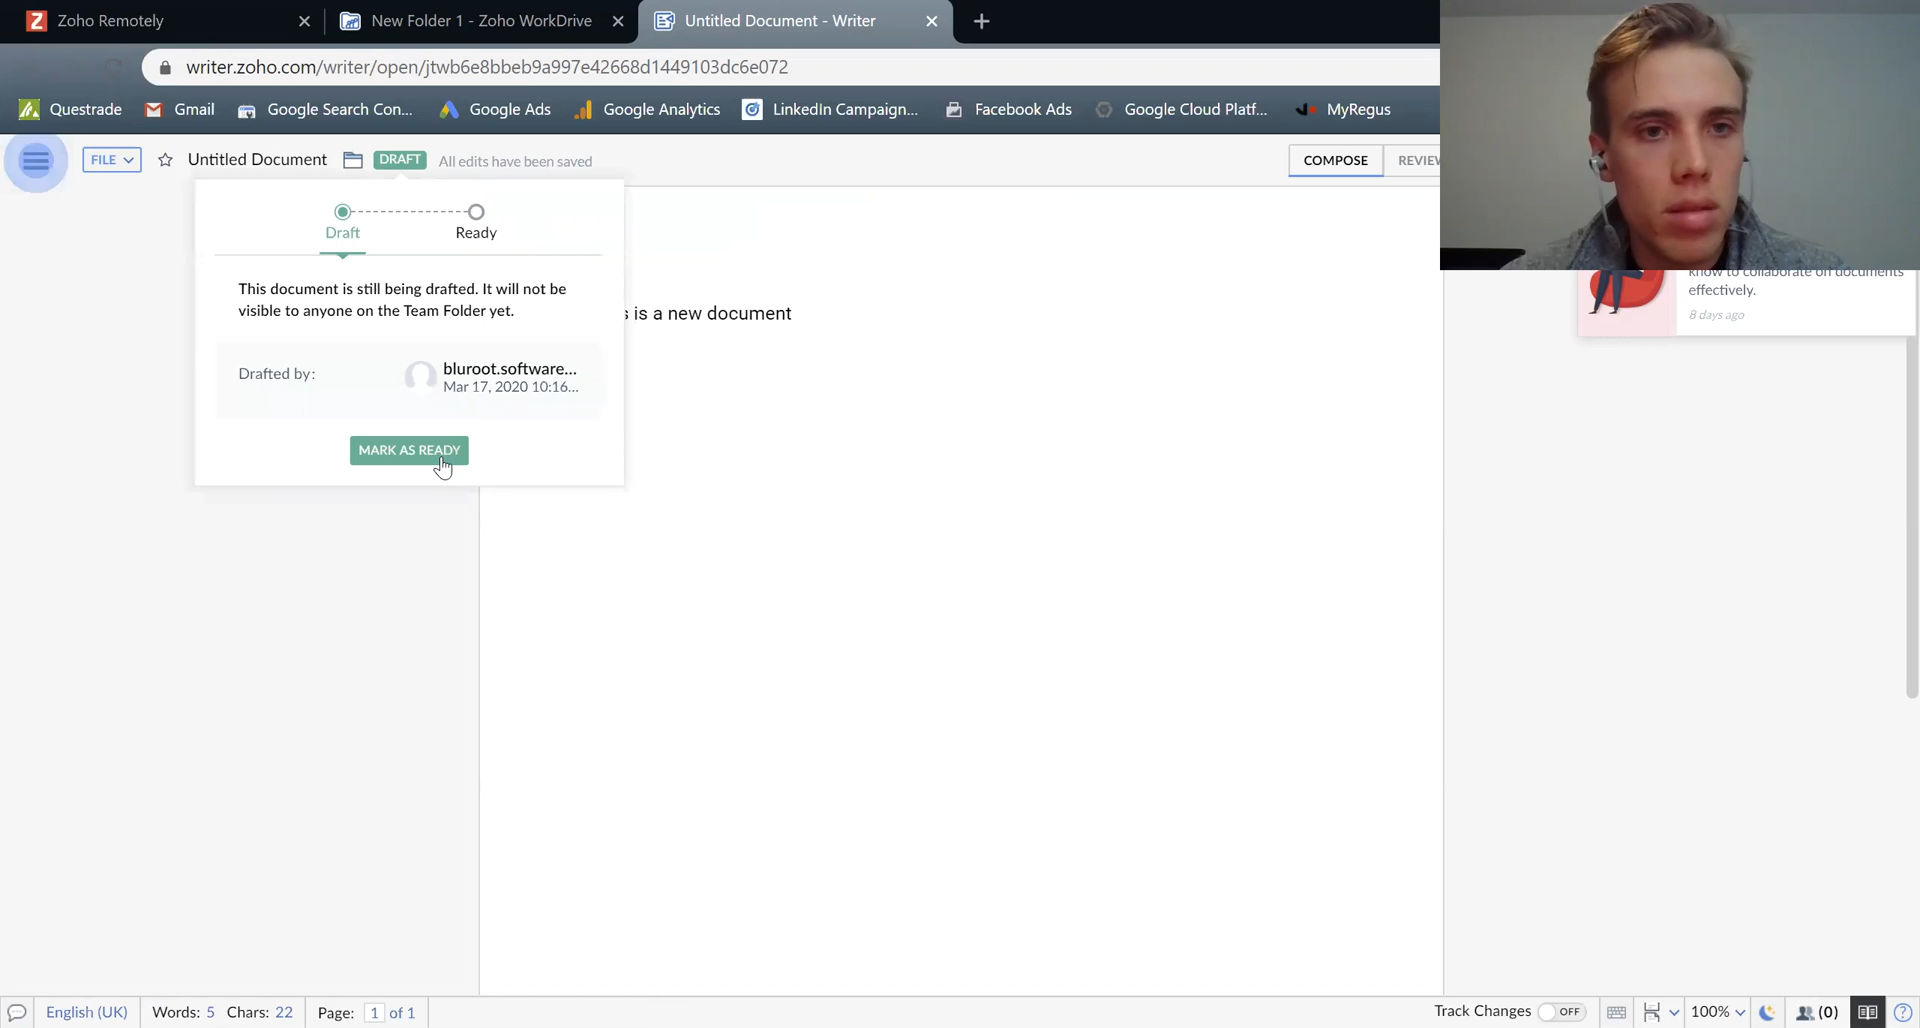 Zoho Remotely
New Folder 1 - Zoho WorkDrive
Untitled Document - Writer
writer.zoho.com/writer/open/jtwb6e8bbeb9a997e42668d1449103dc6e072
Questrade
Gmail
Google Search Con...
Google Ads
Google Analytics
LinkedIn Campaign...
Facebook Ads
Google Cloud Platf...
MyRegus
FILE
Untitled Document
DRAFT
All edits have been saved
COMPOSE
REVIEW
Draft
Ready
This document is still being drafted. It will not be
visible to anyone on the Team Folder yet.
Drafted by:
bluroot.software...
Mar 17, 2020 10:16...
MARK AS READY
is a new document
know to collaborate on documents
effectively.
8 days ago
English (UK)
Words: 5 Chars: 22
Page: 1 of 1
Track Changes OFF
100%
(0)